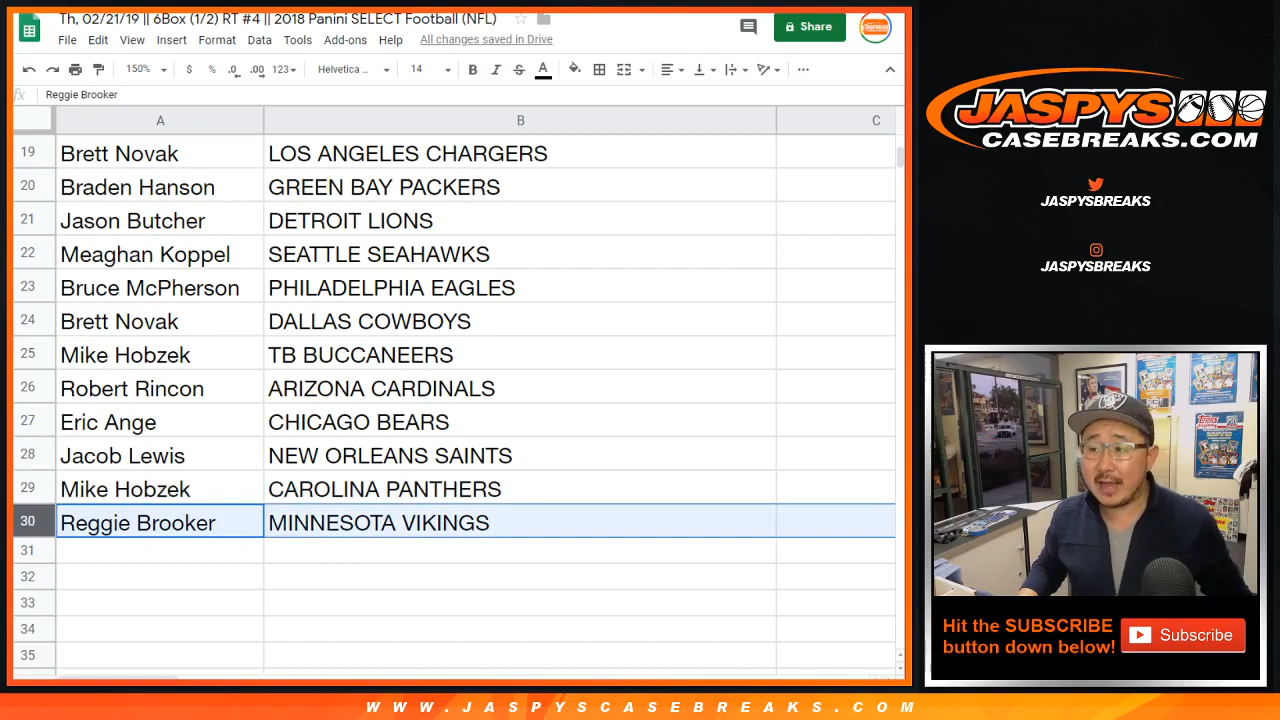 Th, 02/21/19 || 6Box (1/2) RT #4 || 2018 Panini SELECT Football (NFL)
File Edit View Insert Format Data Tools Add-ons Help All changes saved in Drive
Share
150% $ % .0 .00 123 Helvetica ... 14 B I S A
fx Reggie Brooker
A B C
19 Brett Novak LOS ANGELES CHARGERS
20 Braden Hanson GREEN BAY PACKERS
21 Jason Butcher DETROIT LIONS
22 Meaghan Koppel SEATTLE SEAHAWKS
23 Bruce McPherson PHILADELPHIA EAGLES
24 Brett Novak DALLAS COWBOYS
25 Mike Hobzek TB BUCCANEERS
26 Robert Rincon ARIZONA CARDINALS
27 Eric Ange CHICAGO BEARS
28 Jacob Lewis NEW ORLEANS SAINTS
29 Mike Hobzek CAROLINA PANTHERS
30 Reggie Brooker MINNESOTA VIKINGS
31
32
33
34
35
JASPYS
CASEBREAKS.COM
JASPYSBREAKS
JASPYSBREAKS
Hit the SUBSCRIBE
button down below!
Subscribe
WWW.JASPYSCASEBREAKS.COM